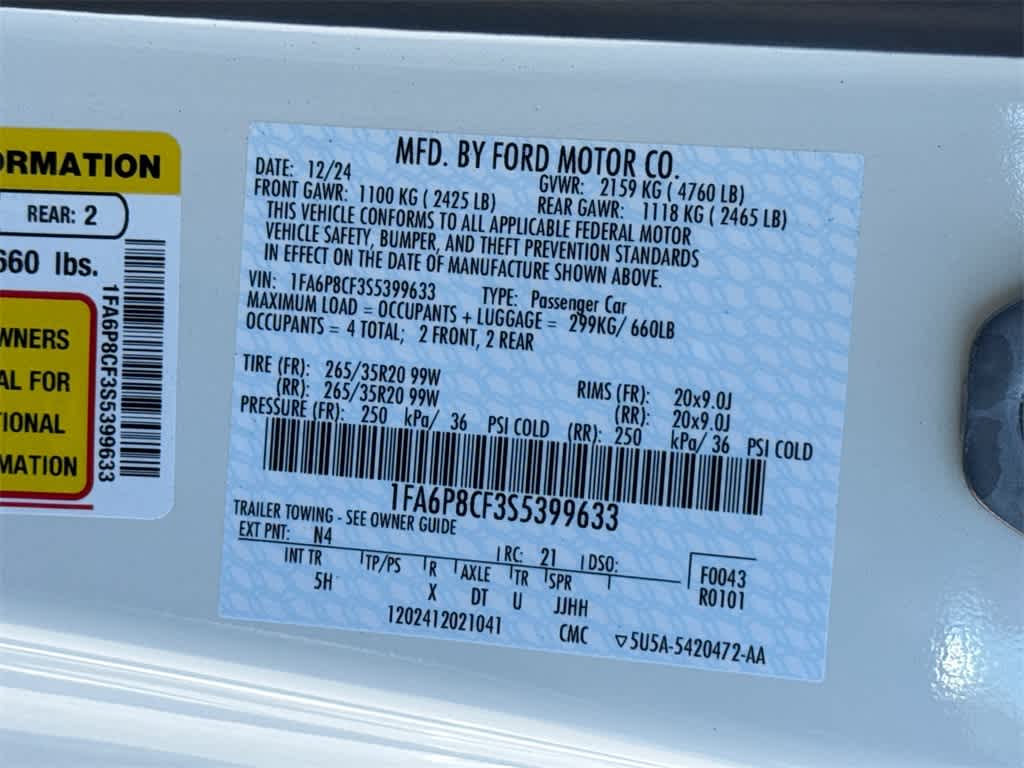 ORMATION
REAR: 2
660 lbs.
1FA6P8CF3S5399633
WNERS
AL FOR
TIONAL
MATION
MFD. BY FORD MOTOR CO.
DATE: 12/24 GVWR: 2159 KG ( 4760 LB)
FRONT GAWR: 1100 KG ( 2425 LB) REAR GAWR: 1118 KG ( 2465 LB)
THIS VEHICLE CONFORMS TO ALL APPLICABLE FEDERAL MOTOR
VEHICLE SAFETY, BUMPER, AND THEFT PREVENTION STANDARDS
IN EFFECT ON THE DATE OF MANUFACTURE SHOWN ABOVE.
VIN: 1FA6P8CF3S5399633 TYPE: Passenger Car
MAXIMUM LOAD = OCCUPANTS + LUGGAGE = 299KG/ 660LB
OCCUPANTS = 4 TOTAL; 2 FRONT, 2 REAR
TIRE (FR): 265/35R20 99W RIMS (FR): 20x9.0J
(RR): 265/35R20 99W (RR): 20x9.0J
PRESSURE (FR): 250 kPa/ 36 PSI COLD (RR): 250 kPa/ 36 PSI COLD
1FA6P8CF3S5399633
TRAILER TOWING - SEE OWNER GUIDE
EXT PNT: N4 RC: 21 DSO: F0043
INT TR TP/PS R AXLE TR SPR R0101
5H X DT U JJHH
1202412021041 CMC ▽5U5A-5420472-AA